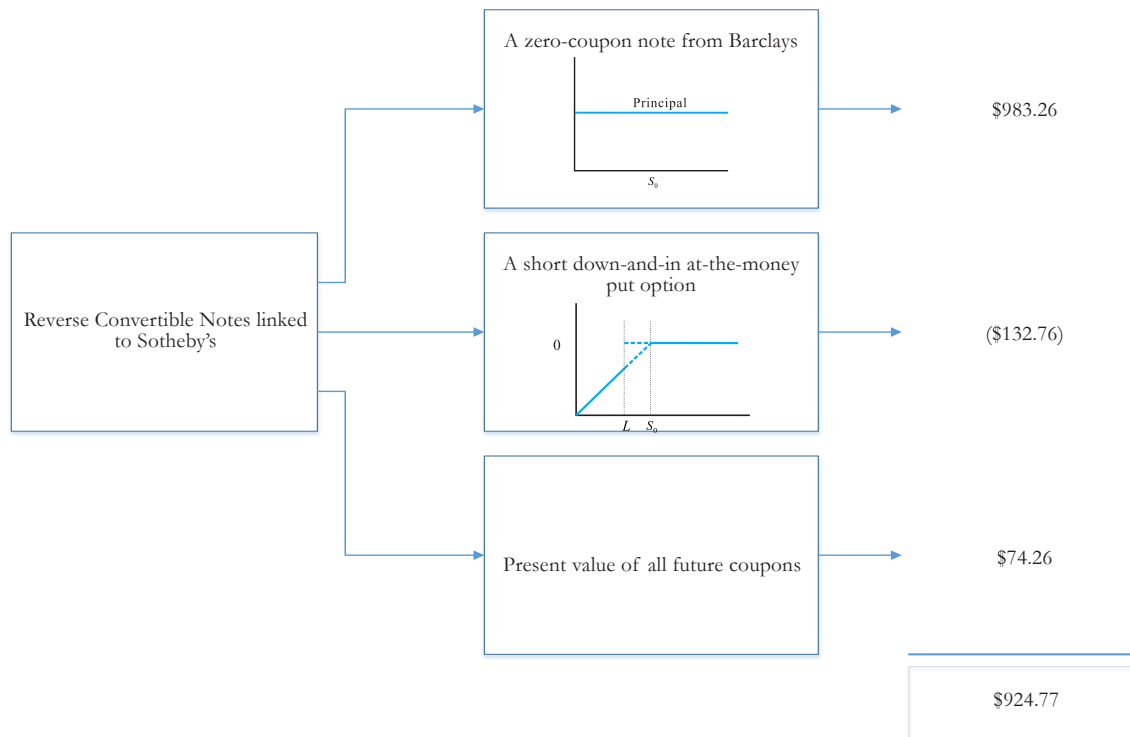 A zero-coupon note from Barclays
Principal
S₀
$983.26
Reverse Convertible Notes linked
to Sotheby's
A short down-and-in at-the-money
put option
0
L S₀
($132.76)
Present value of all future coupons
$74.26
$924.77